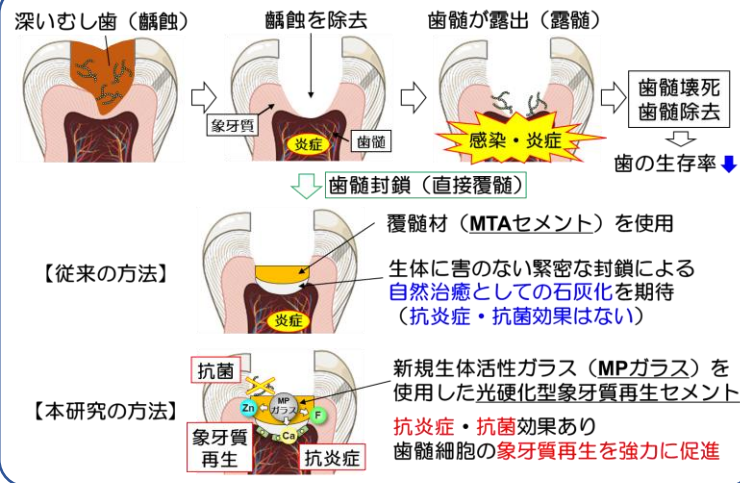 深いむし歯（齲蝕）
齲蝕を除去
歯髄が露出（露髄）
象牙質
炎症
歯髄
感染・炎症
歯髄壊死
歯髄除去
歯の生存率
歯髄封鎖（直接覆髄）
【従来の方法】
炎症
覆髄材（MTAセメント）を使用
生体に害のない緊密な封鎖による
自然治癒としての石灰化を期待
（抗炎症・抗菌効果はない）
【本研究の方法】
抗菌
Zn
MP
ガラス
F
Ca
象牙質
再生
抗炎症
新規生体活性ガラス（MPガラス）を
使用した光硬化型象牙質再生セメント
抗炎症・抗菌効果あり
歯髄細胞の象牙質再生を強力に促進